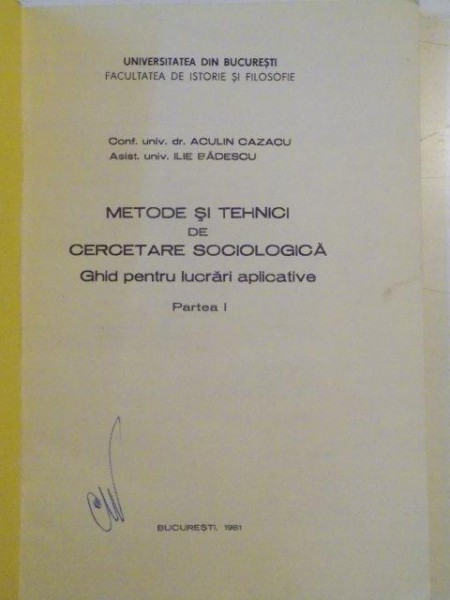 UNIVERSITATEA DIN BUCUREŞTI
FACULTATEA DE ISTORIE ŞI FILOSOFIE
Conf. univ. dr. ACULIN CAZACU
Asist. univ. ILIE BĂDESCU
METODE ŞI TEHNICI
DE
CERCETARE SOCIOLOGICĂ
Ghid pentru lucrări aplicative
Partea I
BUCUREŞTI, 1981